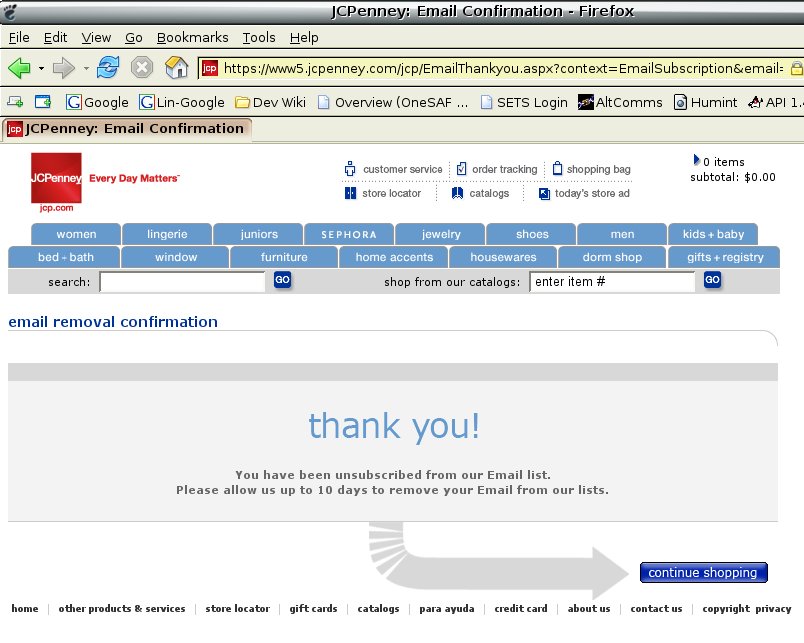 JCPenney: Email Confirmation - Firefox
File Edit View Go Bookmarks Tools Help
jcp https://www5.jcpenney.com/jcp/EmailThankyou.aspx?context=EmailSubscription&email=
Google Lin-Google Dev Wiki Overview (OneSAF ... SETS Login AltComms Humint API 1.4
jcp JCPenney: Email Confirmation
JCPenney Every Day Matters
jcp.com
customer service order tracking shopping bag
store locator catalogs today's store ad
0 items
subtotal: $0.00
women lingerie juniors SEPHORA jewelry shoes men kids + baby
bed + bath window furniture home accents housewares dorm shop gifts + registry
search: GO shop from our catalogs: enter item # GO
email removal confirmation
thank you!
You have been unsubscribed from our Email list.
Please allow us up to 10 days to remove your Email from our lists.
continue shopping
home other products & services store locator gift cards catalogs para ayuda credit card about us contact us copyright privacy